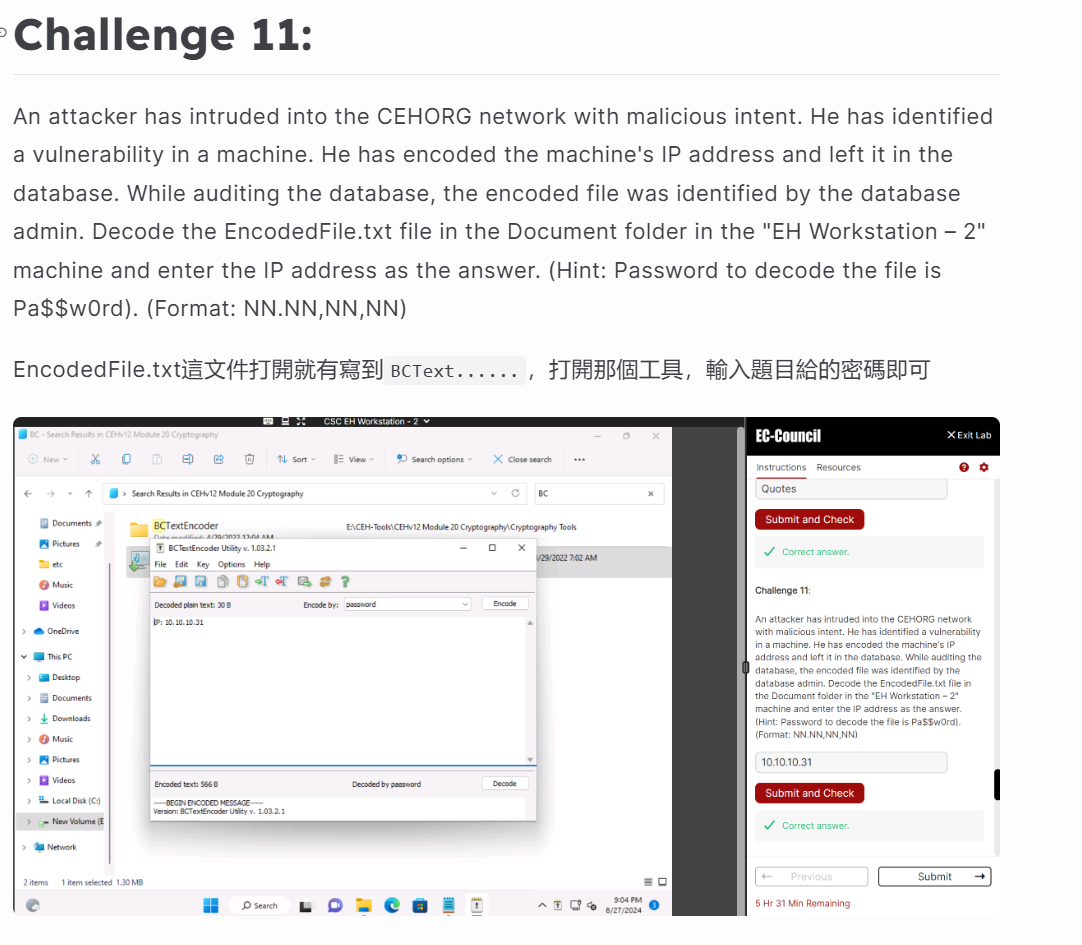 Challenge 11:
An attacker has intruded into the CEHORG network with malicious intent. He has identified
a vulnerability in a machine. He has encoded the machine's IP address and left it in the
database. While auditing the database, the encoded file was identified by the database
admin. Decode the EncodedFile.txt file in the Document folder in the "EH Workstation – 2"
machine and enter the IP address as the answer. (Hint: Password to decode the file is
Pa$$w0rd). (Format: NN.NN,NN,NN)
EncodedFile.txt這文件打開就有寫到 BCText...... ，打開那個工具，輸入題目給的密碼即可
CSC EH Workstation - 2
BC - Search Results in CEHv12 Module 20 Cryptography
New
Sort
View
Search options
Close search
Search Results in CEHv12 Module 20 Cryptography
BC
Documents
Pictures
etc
Music
Videos
OneDrive
This PC
Desktop
Documents
Downloads
Music
Pictures
Videos
Local Disk (C:)
New Volume (E
Network
BCTextEncoder
E:\CEH-Tools\CEHv12 Module 20 Cryptography\Cryptography Tools
Date modified: 4/29/2022 12:04 AM
/29/2022 7:02 AM
BCTextEncoder Utility v. 1.03.2.1
File Edit Key Options Help
Decoded plain text: 30 B
Encode by:
password
Encode
IP: 10.10.10.31
Encoded text: 566 B
Decoded by password
Decode
-----BEGIN ENCODED MESSAGE-----
Version: BCTextEncoder Utility v. 1.03.2.1
2 items 1 item selected 1.30 MB
Search
9:04 PM
8/27/2024
3
EC-Council
Exit Lab
Instructions Resources
Quotes
Submit and Check
Correct answer.
Challenge 11:
An attacker has intruded into the CEHORG network
with malicious intent. He has identified a vulnerability
in a machine. He has encoded the machine's IP
address and left it in the database. While auditing the
database, the encoded file was identified by the
database admin. Decode the EncodedFile.txt file in
the Document folder in the "EH Workstation – 2"
machine and enter the IP address as the answer.
(Hint: Password to decode the file is Pa$$w0rd).
(Format: NN.NN,NN,NN)
10.10.10.31
Submit and Check
Correct answer.
Previous
Submit
5 Hr 31 Min Remaining